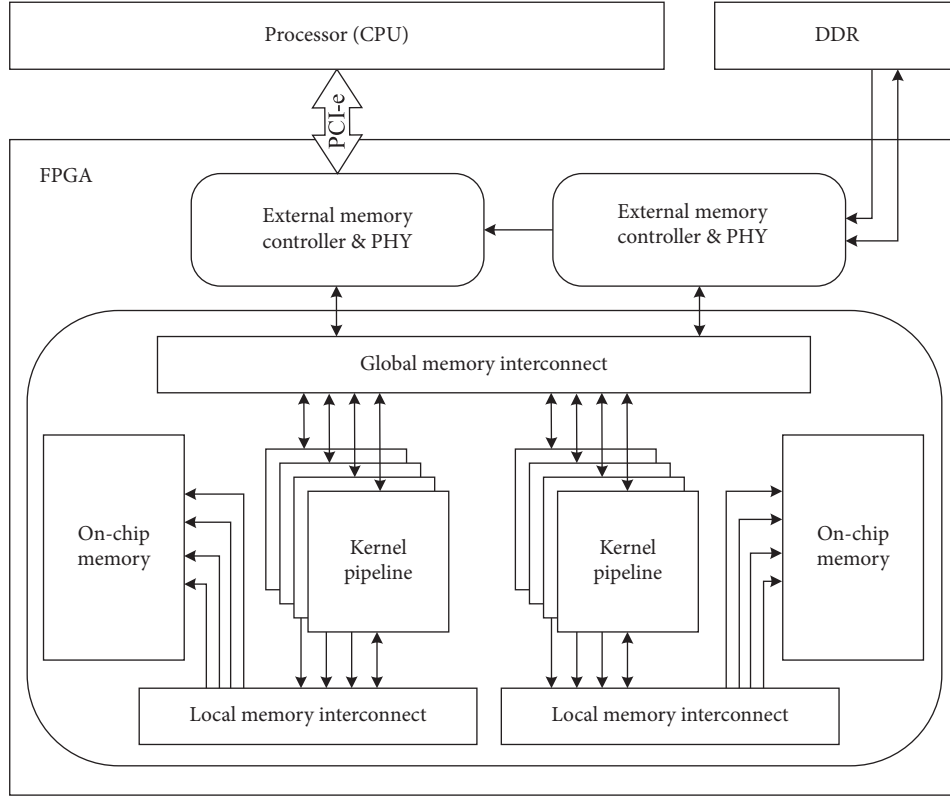 Processor (CPU)
DDR
PCI-e
FPGA
External memory
controller & PHY
External memory
controller & PHY
Global memory interconnect
On-chip
memory
Kernel
pipeline
Kernel
pipeline
On-chip
memory
Local memory interconnect
Local memory interconnect